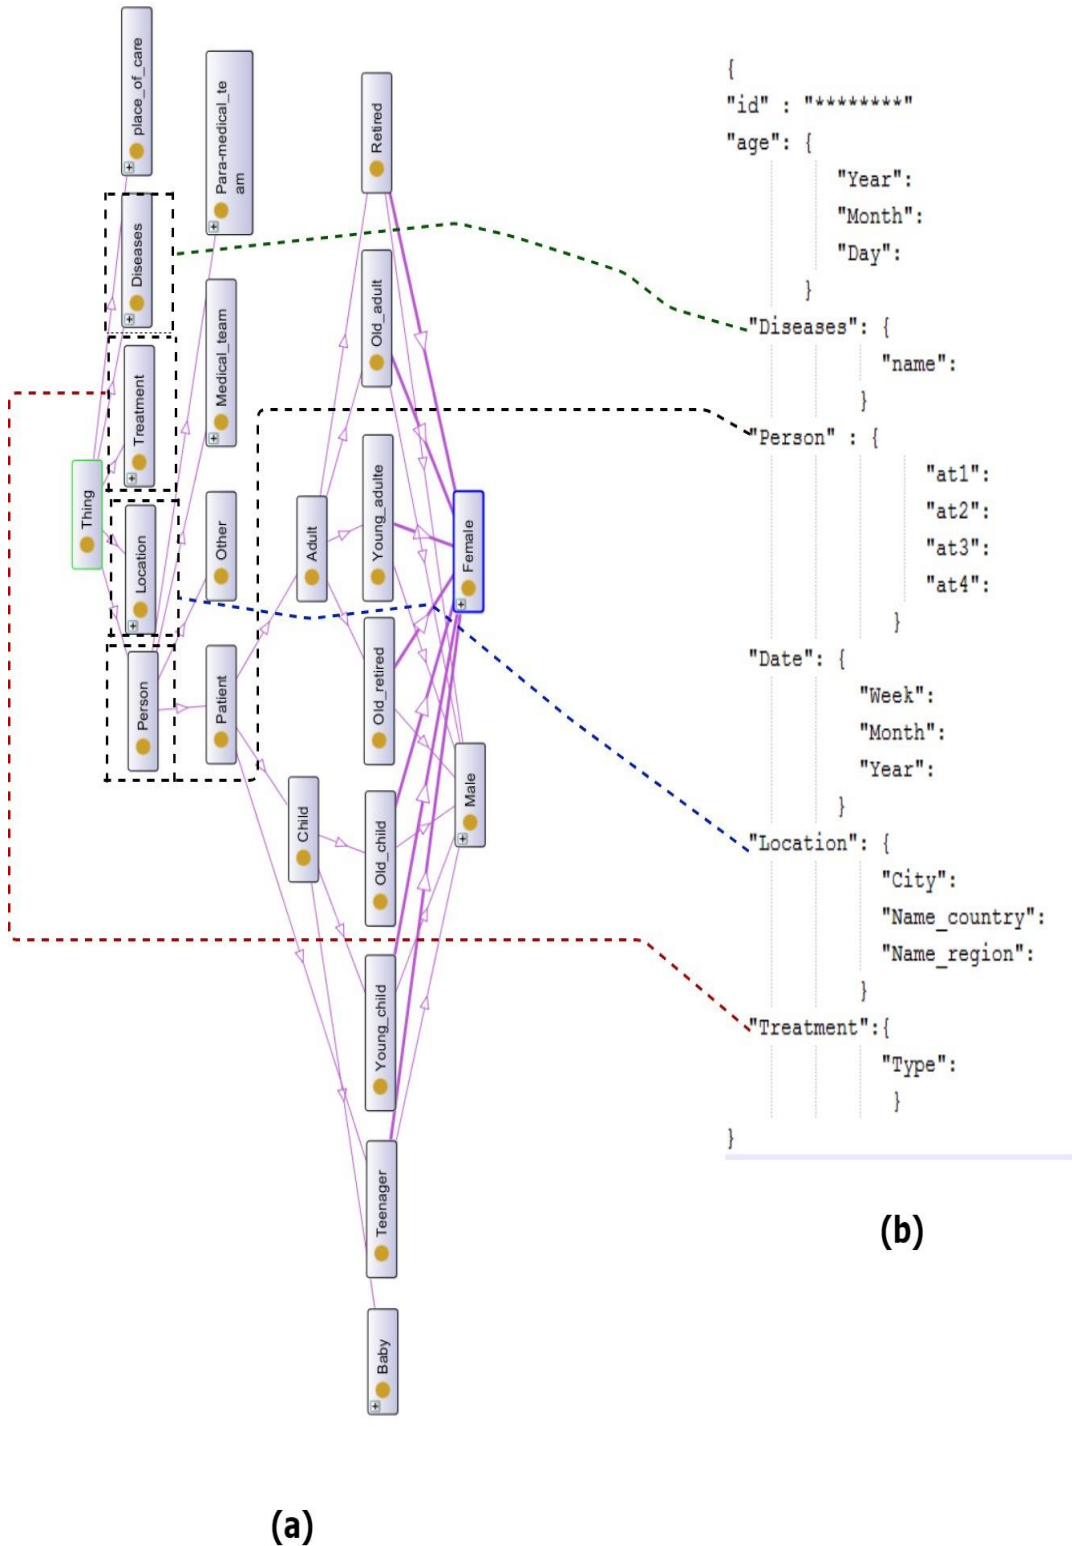 Thing
place_of_care
Diseases
Treatment
Location
Person
Para-medical_te
am
Medical_team
Other
Patient
Adult
Child
Retired
Old_adult
Young_adulte
Old_retired
Old_child
Young_child
Teenager
Baby
Female
Male
(a)
{
"id" : "********"
"age": {
"Year":
"Month":
"Day":
}
"Diseases": {
"name":
}
"Person" : {
"at1":
"at2":
"at3":
"at4":
}
"Date": {
"Week":
"Month":
"Year":
}
"Location": {
"City":
"Name_country":
"Name_region":
}
"Treatment":{
"Type":
}
}
(b)